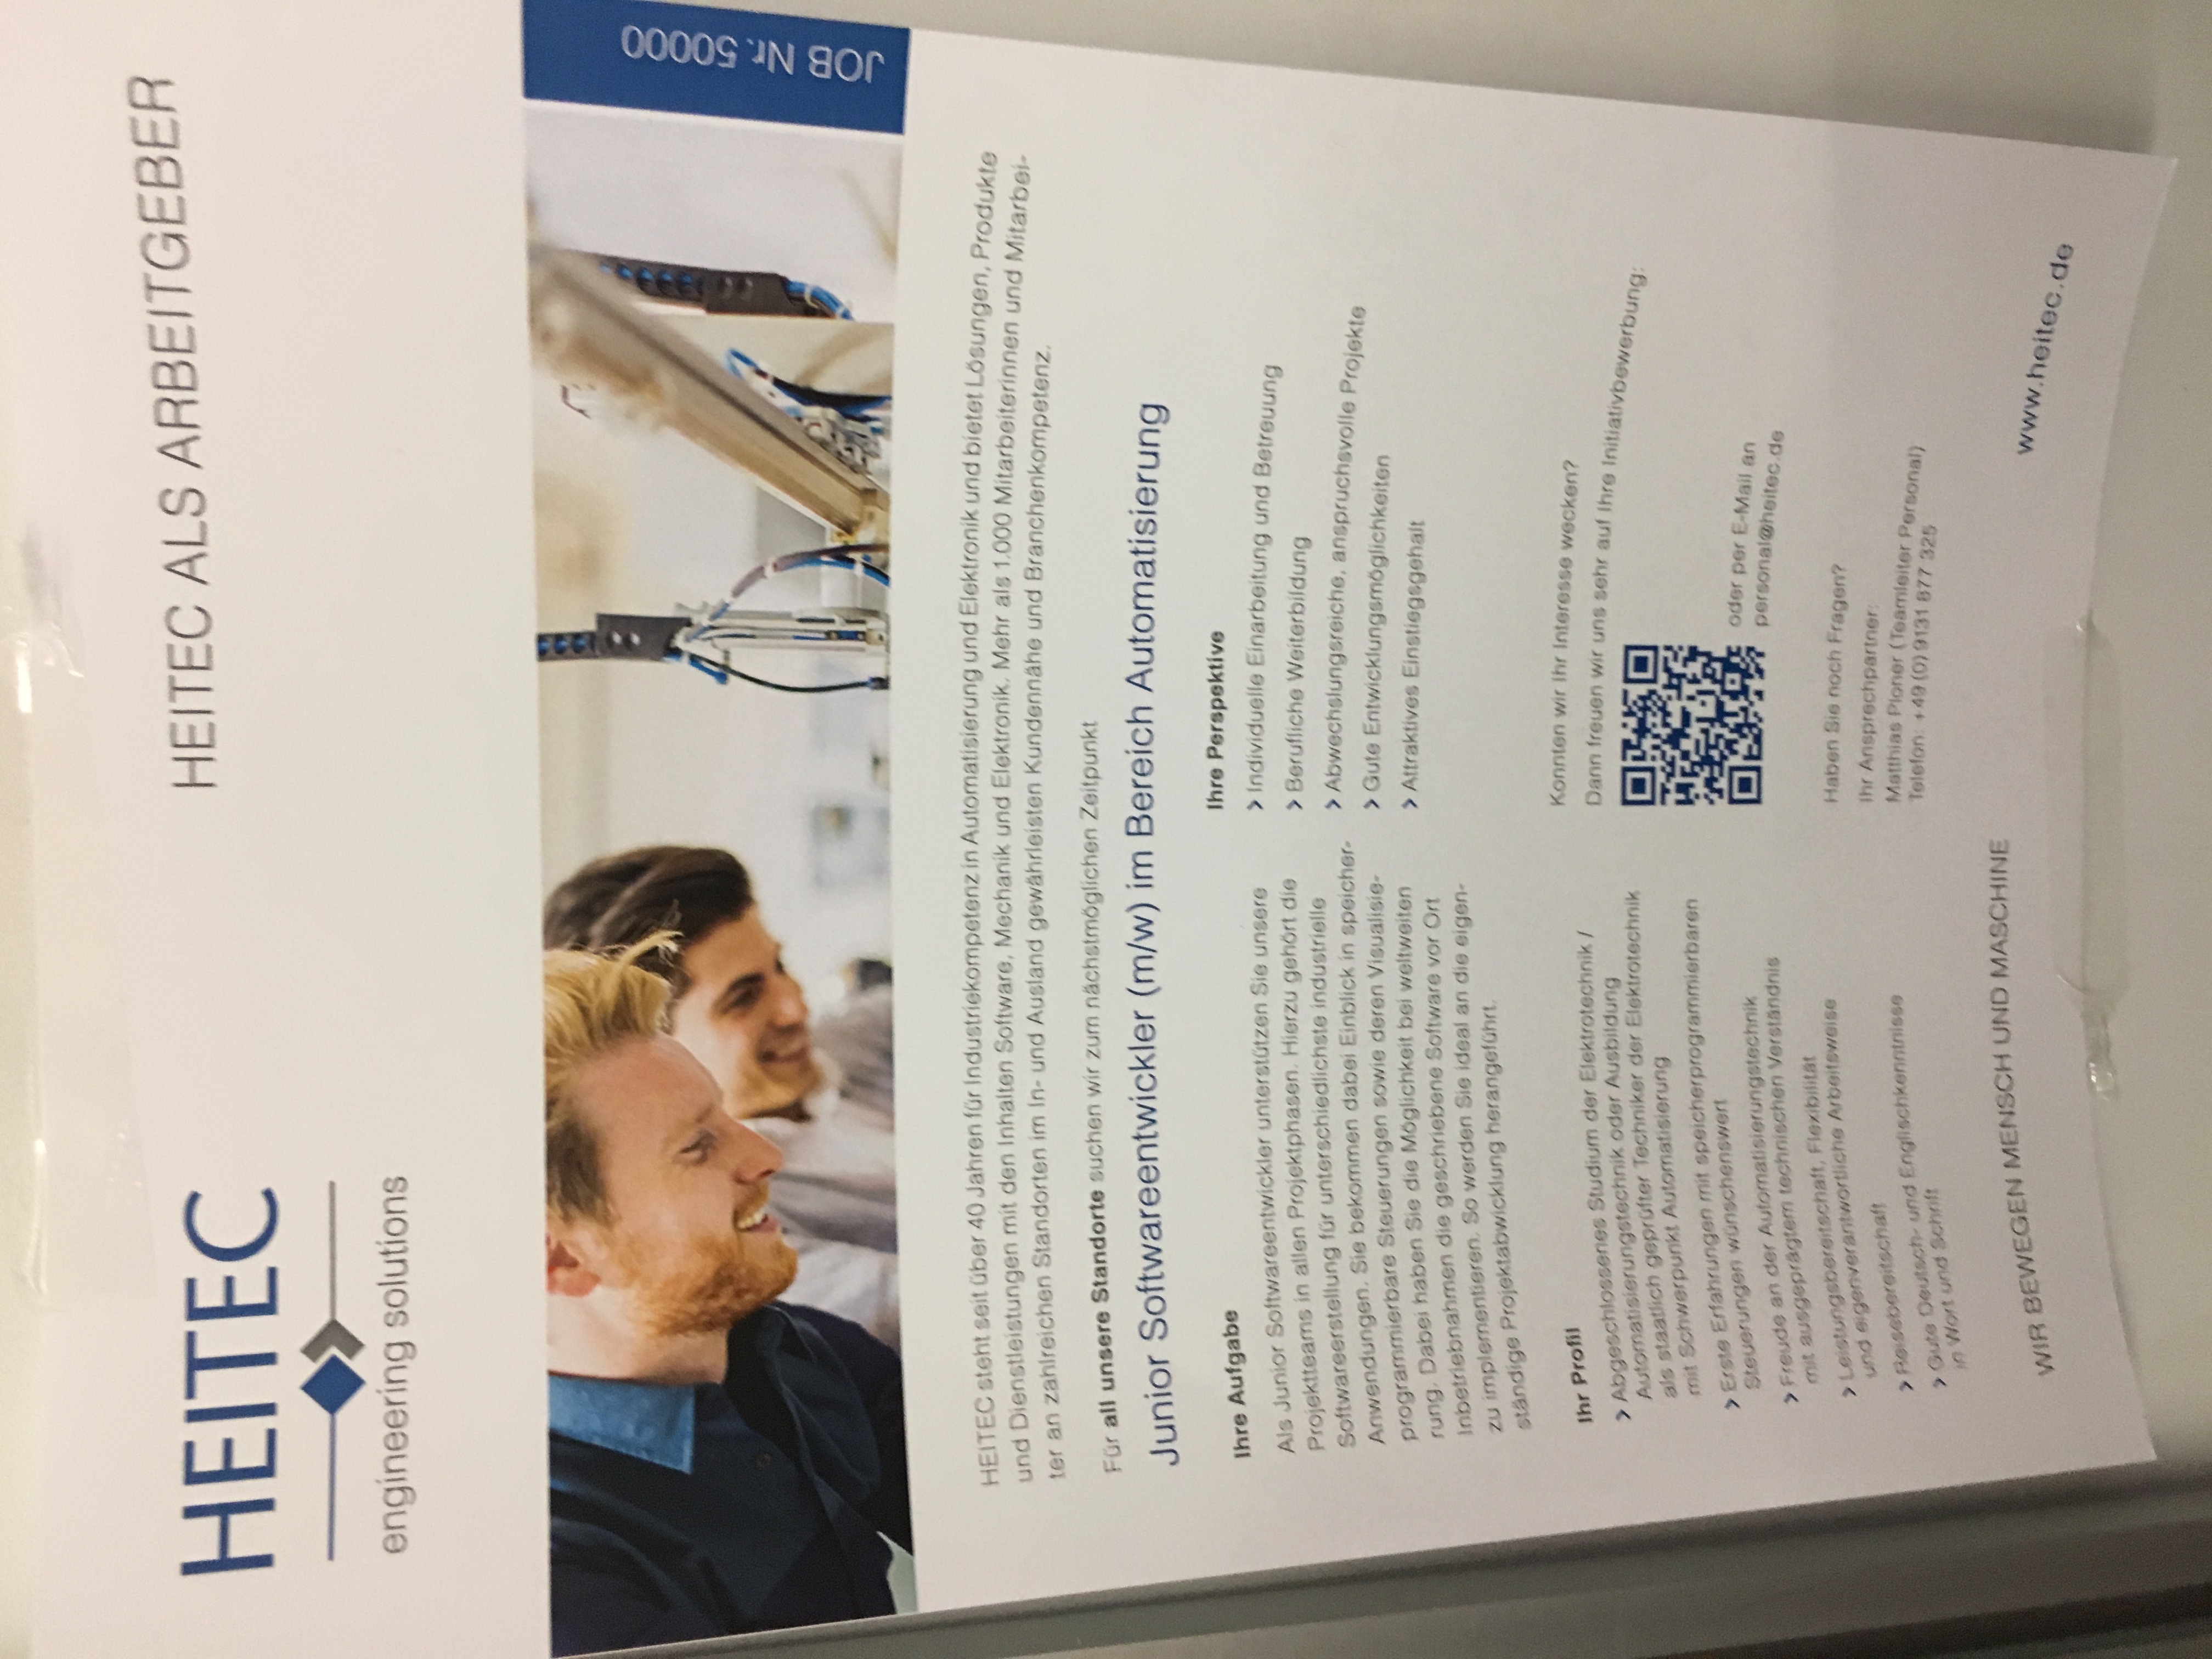 HEITEC
engineering solutions
HEITEC ALS ARBEITGEBER
JOB Nr. 50000
HEITEC steht seit über 40 Jahren für Industriekompetenz in Automatisierung und Elektronik und bietet Lösungen, Produkte
und Dienstleistungen mit den Inhalten Software, Mechanik und Elektronik. Mehr als 1.000 Mitarbeiterinnen und Mitarbei-
ter an zahlreichen Standorten im In- und Ausland gewährleisten Kundennähe und Branchenkompetenz.
Für all unsere Standorte suchen wir zum nächstmöglichen Zeitpunkt
Junior Softwareentwickler (m/w) im Bereich Automatisierung
Ihre Aufgabe
Als Junior Softwareentwickler unterstützen Sie unsere
Projektteams in allen Projektphasen. Hierzu gehört die
Softwareerstellung für unterschiedlichste industrielle
Anwendungen. Sie bekommen dabei Einblick in speicher-
programmierbare Steuerungen sowie deren Visualisie-
rung. Dabei haben Sie die Möglichkeit bei weltweiten
Inbetriebnahmen die geschriebene Software vor Ort
zu implementieren. So werden Sie ideal an die eigen-
ständige Projektabwicklung herangeführt.
Ihr Profil
> Abgeschlossenes Studium der Elektrotechnik /
Automatisierungstechnik oder Ausbildung
als staatlich geprüfter Techniker der Elektrotechnik
mit Schwerpunkt Automatisierung
> Erste Erfahrungen mit speicherprogrammierbaren
Steuerungen wünschenswert
> Freude an der Automatisierungstechnik
mit ausgeprägtem technischen Verständnis
> Leistungsbereitschaft, Flexibilität
und eigenverantwortliche Arbeitsweise
> Reisebereitschaft
> Gute Deutsch- und Englischkenntnisse
in Wort und Schrift
Ihre Perspektive
> Individuelle Einarbeitung und Betreuung
> Berufliche Weiterbildung
> Abwechslungsreiche, anspruchsvolle Projekte
> Gute Entwicklungsmöglichkeiten
> Attraktives Einstiegsgehalt
Konnten wir Ihr Interesse wecken?
Dann freuen wir uns sehr auf Ihre Initiativbewerbung:
oder per E-Mail an
personal@heitec.de
Haben Sie noch Fragen?
Ihr Ansprechpartner:
Matthias Ploner (Teamleiter Personal)
Telefon: +49 (0) 9131 877 325
WIR BEWEGEN MENSCH UND MASCHINE
www.heitec.de